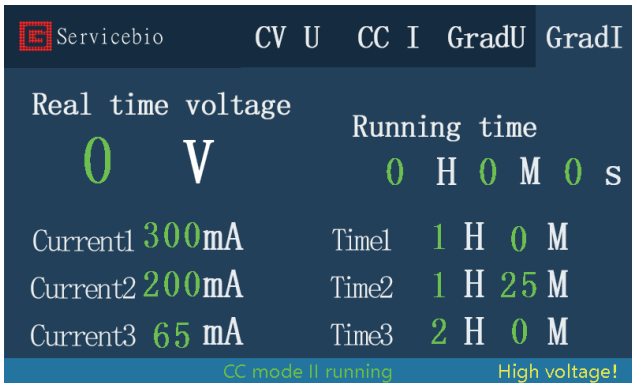 Servicebio CV U CC I GradU GradI
Real time voltage
Running time
0 V
0 H 0 M 0 s
Current1 300mA Time1 1 H 0 M
Current2 200mA Time2 1 H 25 M
Current3 65 mA Time3 2 H 0 M
CC mode II running High voltage!